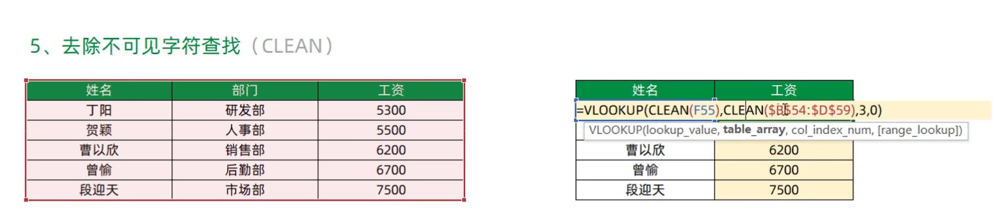 5、去除不可见字符查找（CLEAN）
姓名 部门 工资
丁阳 研发部 5300
贺颖 人事部 5500
曹以欣 销售部 6200
曾愉 后勤部 6700
段迎天 市场部 7500
姓名 工资
=VLOOKUP(CLEAN(F55),CLEAN($B$54:$D$59),3,0)
VLOOKUP(lookup_value, table_array, col_index_num, [range_lookup])
曹以欣 6200
曾愉 6700
段迎天 7500